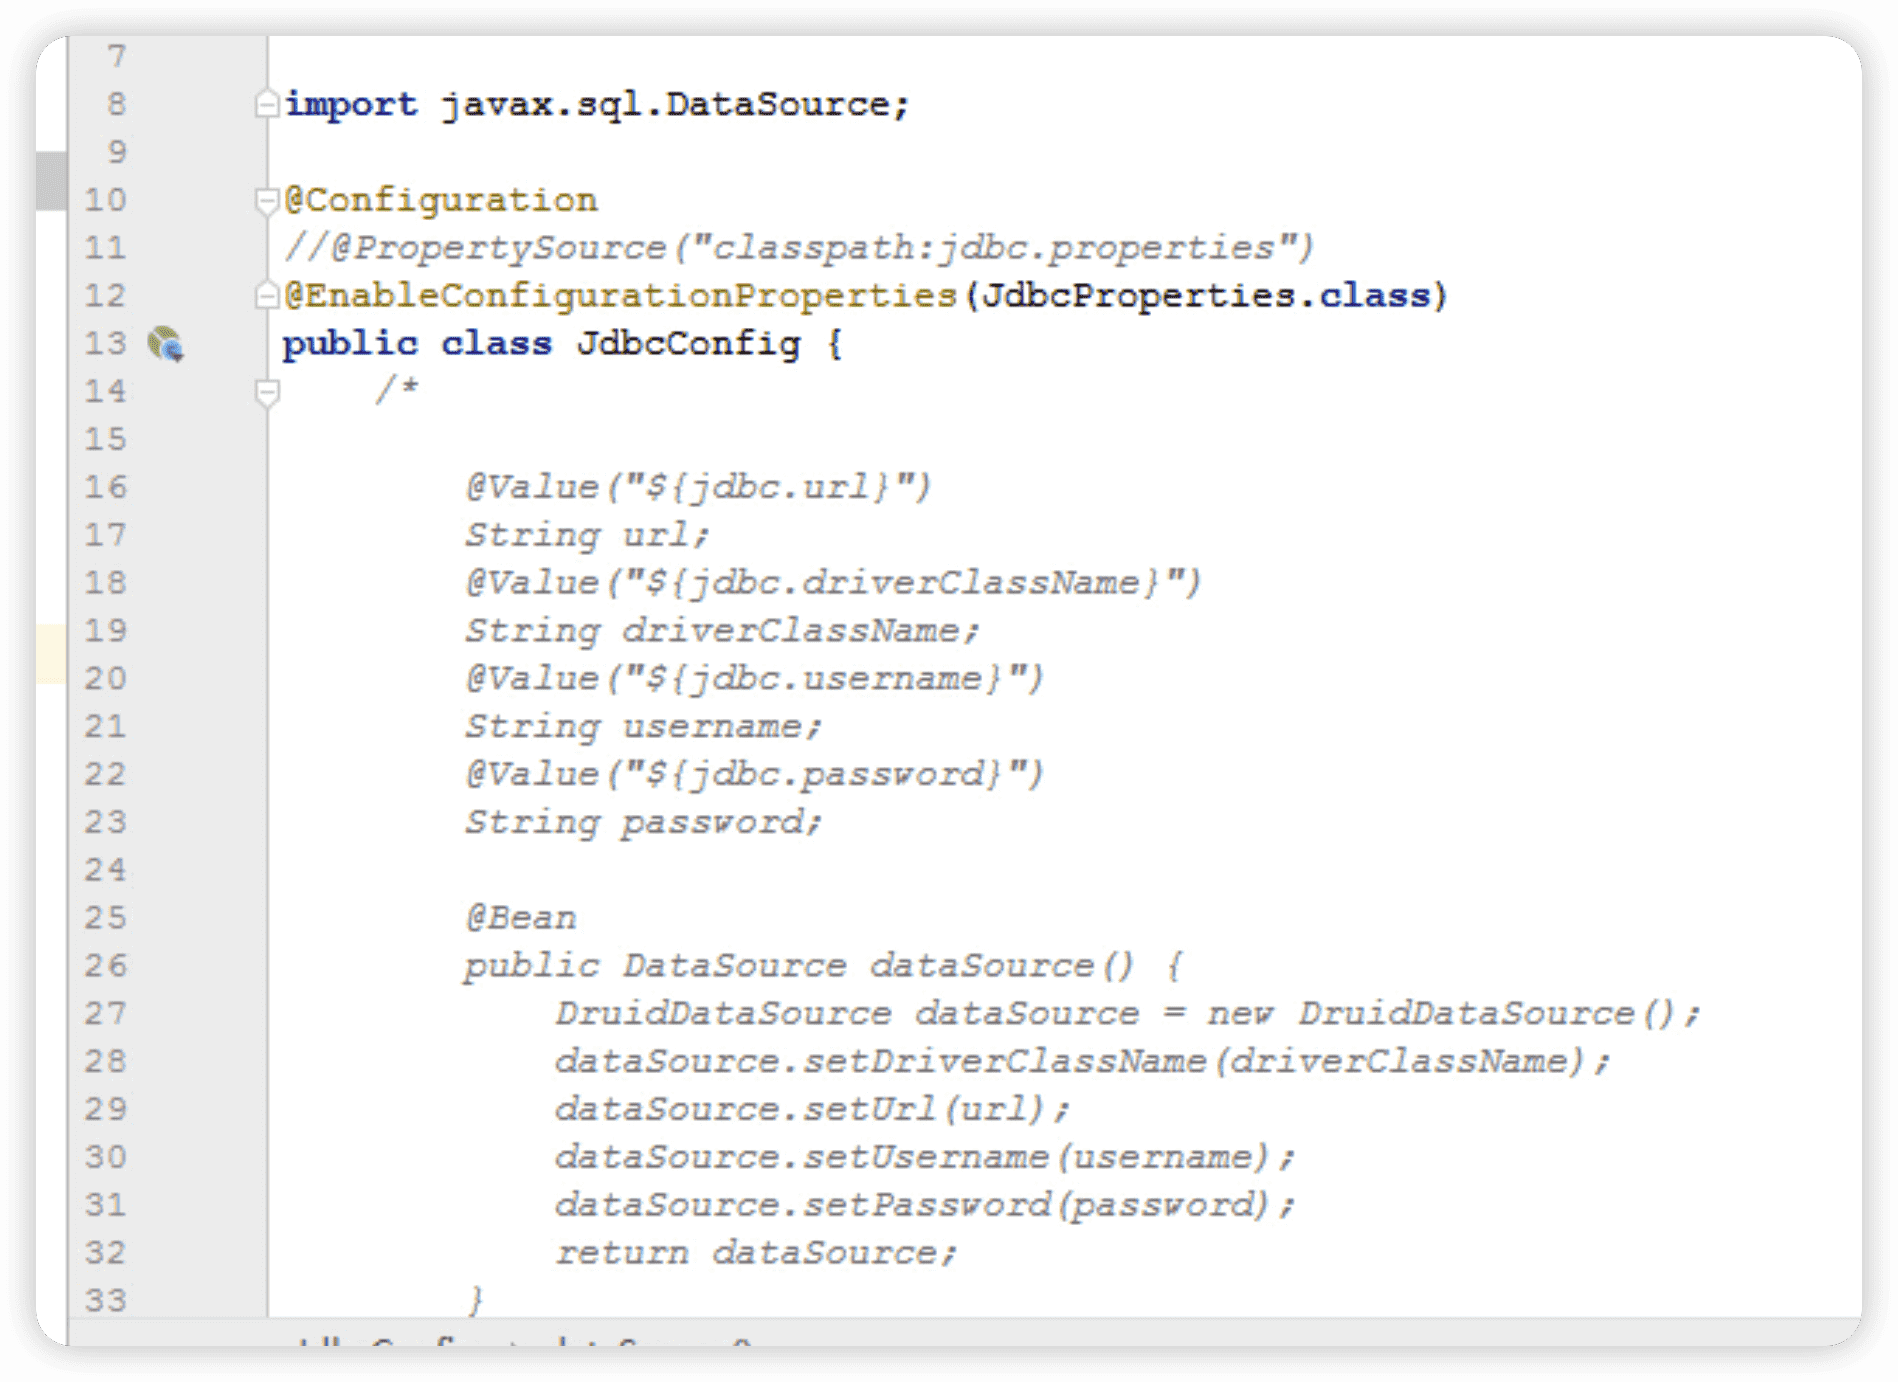 7
8 import javax.sql.DataSource;
9
10 @Configuration
11 //@PropertySource("classpath:jdbc.properties")
12 @EnableConfigurationProperties(JdbcProperties.class)
13 public class JdbcConfig {
14 /*
15
16 @Value("${jdbc.url}")
17 String url;
18 @Value("${jdbc.driverClassName}")
19 String driverClassName;
20 @Value("${jdbc.username}")
21 String username;
22 @Value("${jdbc.password}")
23 String password;
24
25 @Bean
26 public DataSource dataSource() {
27 DruidDataSource dataSource = new DruidDataSource();
28 dataSource.setDriverClassName(driverClassName);
29 dataSource.setUrl(url);
30 dataSource.setUsername(username);
31 dataSource.setPassword(password);
32 return dataSource;
33 }